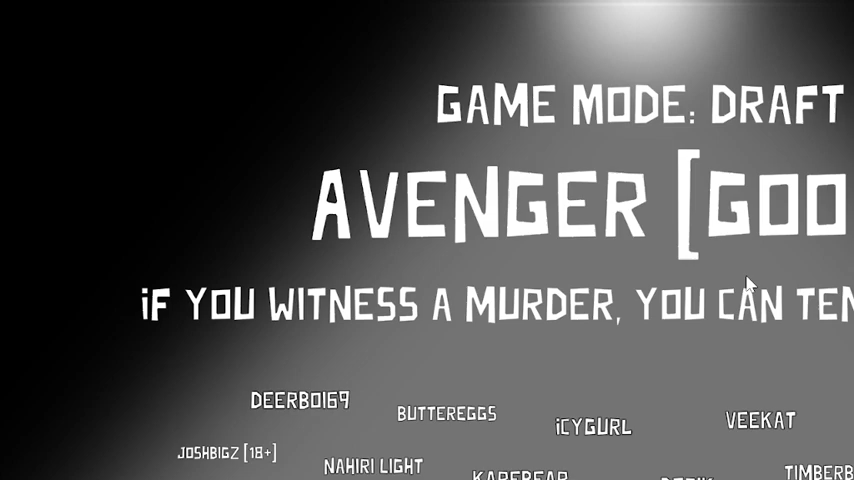 GAME MODE: DRAFT
AVENGER [GOO
iF YOU WITNESS A MURDER, YOU CAN TEN
DEERBOI69 BUTTEREGGS iCYGURL VEEKAT
JOSHBIGZ [18+] NAHIRI LIGHT TIMBERB